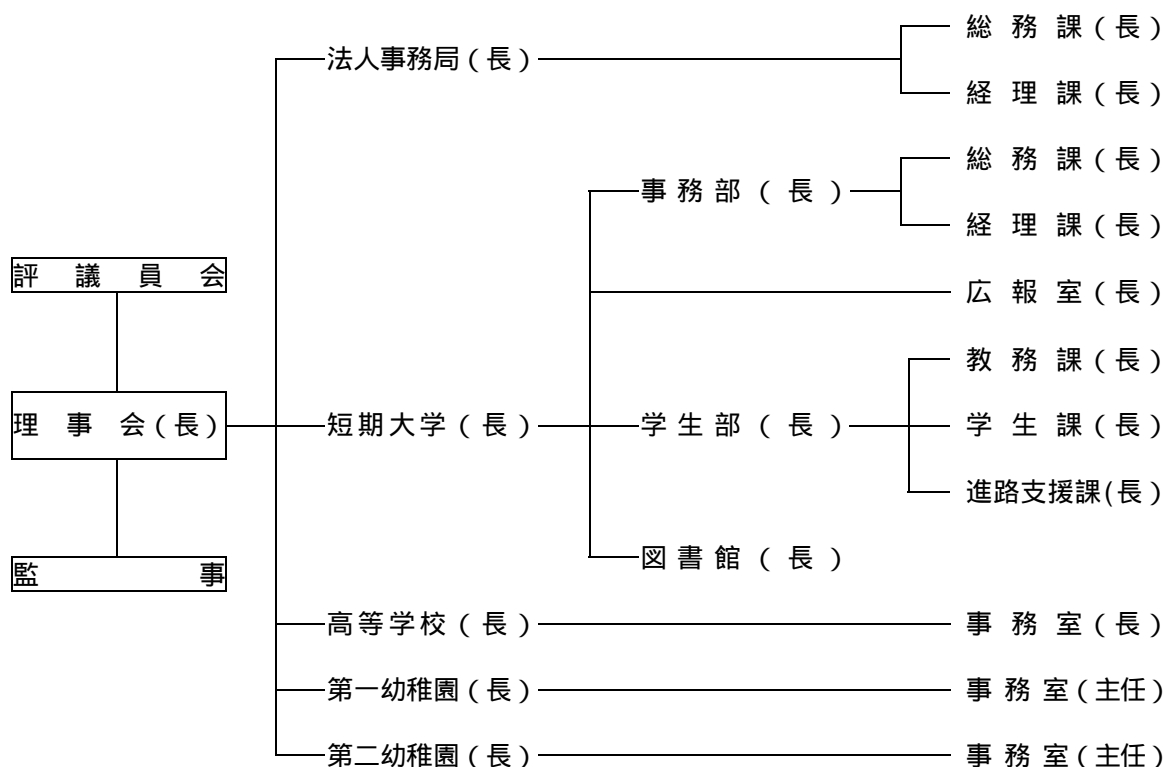 総務課(長)
法人事務局(長)
経理課(長)
総務課(長)
事務部(長)
経理課(長)
評議員会
広報室(長)
教務課(長)
理事会(長)
短期大学(長)
学生部(長)
学生課(長)
進路支援課(長)
図書館(長)
監事
高等学校(長)
事務室(長)
第一幼稚園(長)
事務室(主任)
第二幼稚園(長)
事務室(主任)